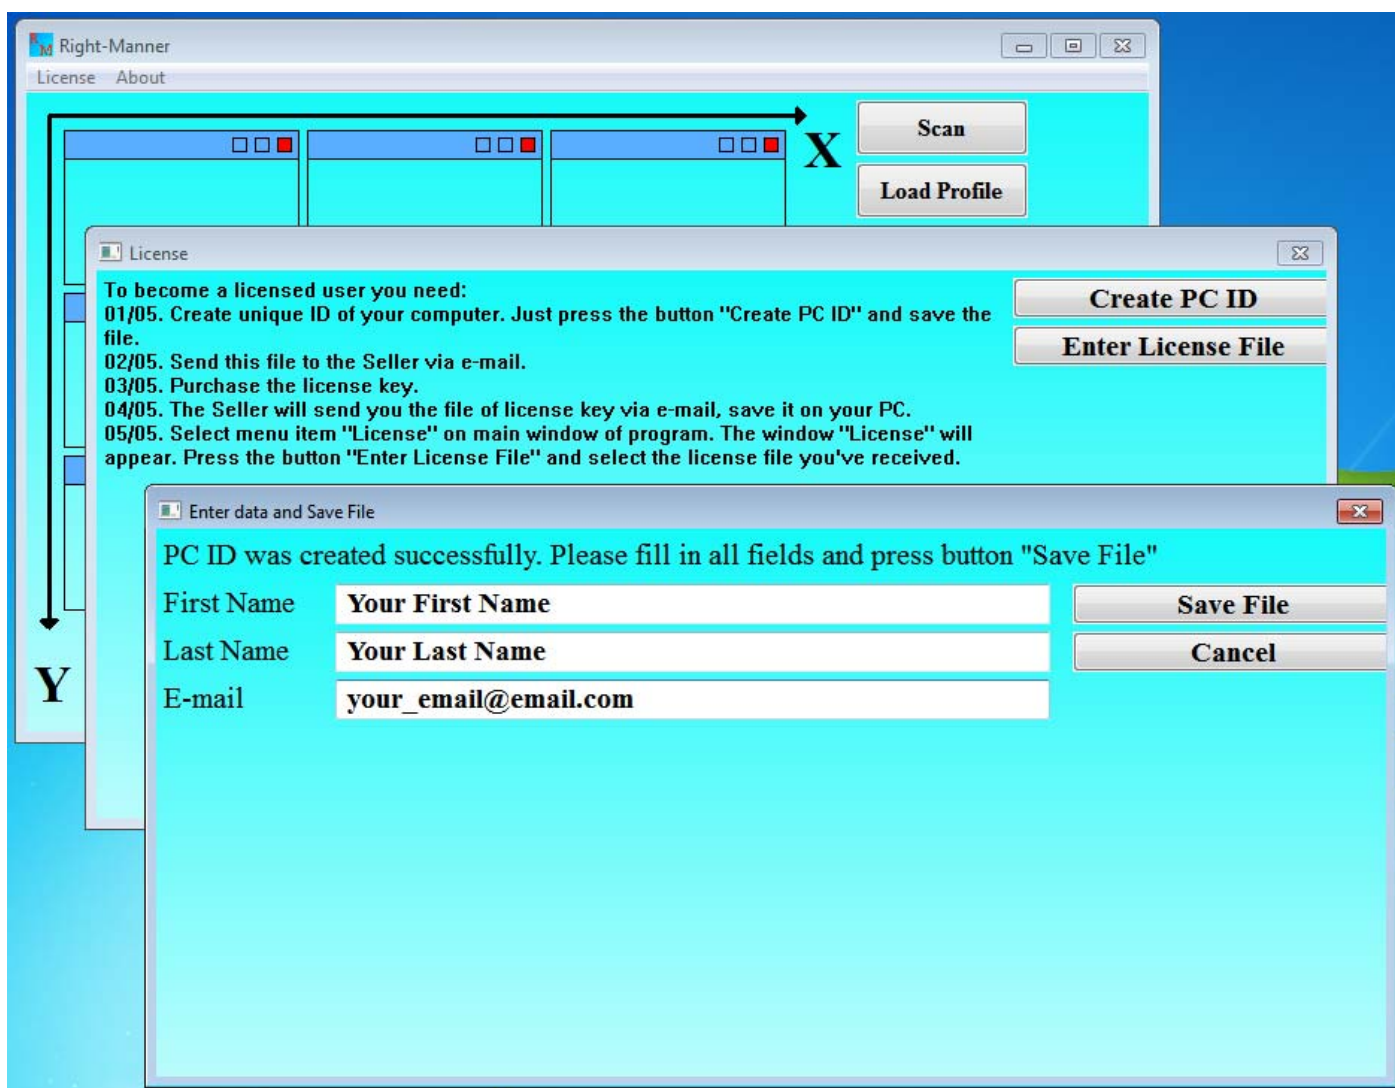 Right-Manner
License About
X
Scan
Load Profile
License
To become a licensed user you need:
01/05. Create unique ID of your computer. Just press the button "Create PC ID" and save the
file.
02/05. Send this file to the Seller via e-mail.
03/05. Purchase the license key.
04/05. The Seller will send you the file of license key via e-mail, save it on your PC.
05/05. Select menu item "License" on main window of program. The window "License" will
appear. Press the button "Enter License File" and select the license file you've received.
Create PC ID
Enter License File
Enter data and Save File
PC ID was created successfully. Please fill in all fields and press button "Save File"
First Name Your First Name
Save File
Last Name Your Last Name
Cancel
E-mail your_email@email.com
Y